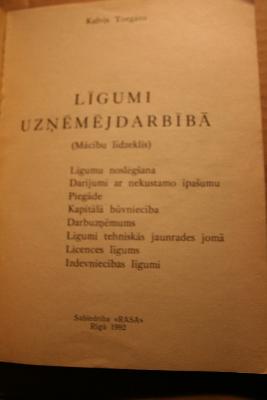 Kalvis Torgāns
LĪGUMI
UZŅĒMĒJDARBĪBĀ
(Mācību līdzeklis)
Līgumu noslēgšana
Darījumi ar nekustamo īpašumu
Piegāde
Kapitālā būvniecība
Darbuzņēmums
Līgumi tehniskās jaunrades jomā
Licences līgums
Izdevniecības līgumi
Sabiedrība «RASA»
Rīgā 1992